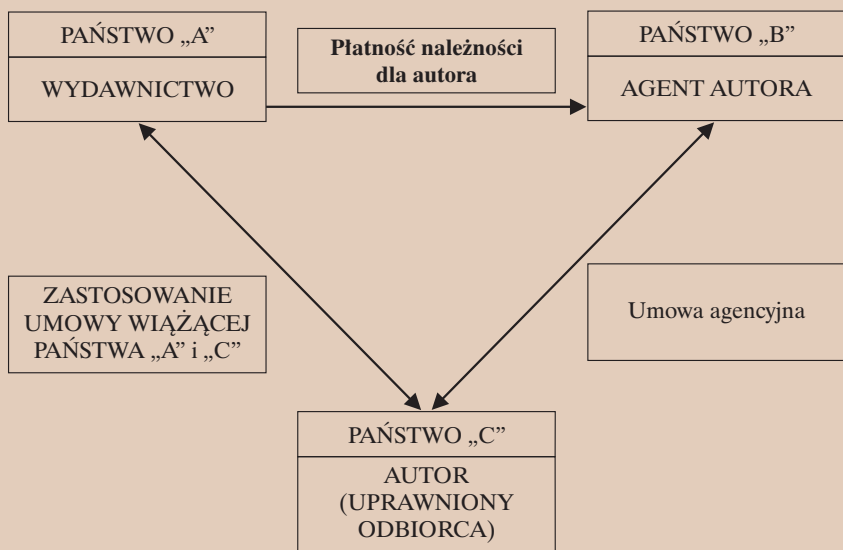 PAŃSTWO „A”
WYDAWNICTWO
Płatność należności
dla autora
PAŃSTWO „B”
AGENT AUTORA
ZASTOSOWANIE
UMOWY WIĄŻĄCEJ
PAŃSTWA „A” i „C”
Umowa agencyjna
PAŃSTWO „C”
AUTOR
(UPRAWNIONY
ODBIORCA)